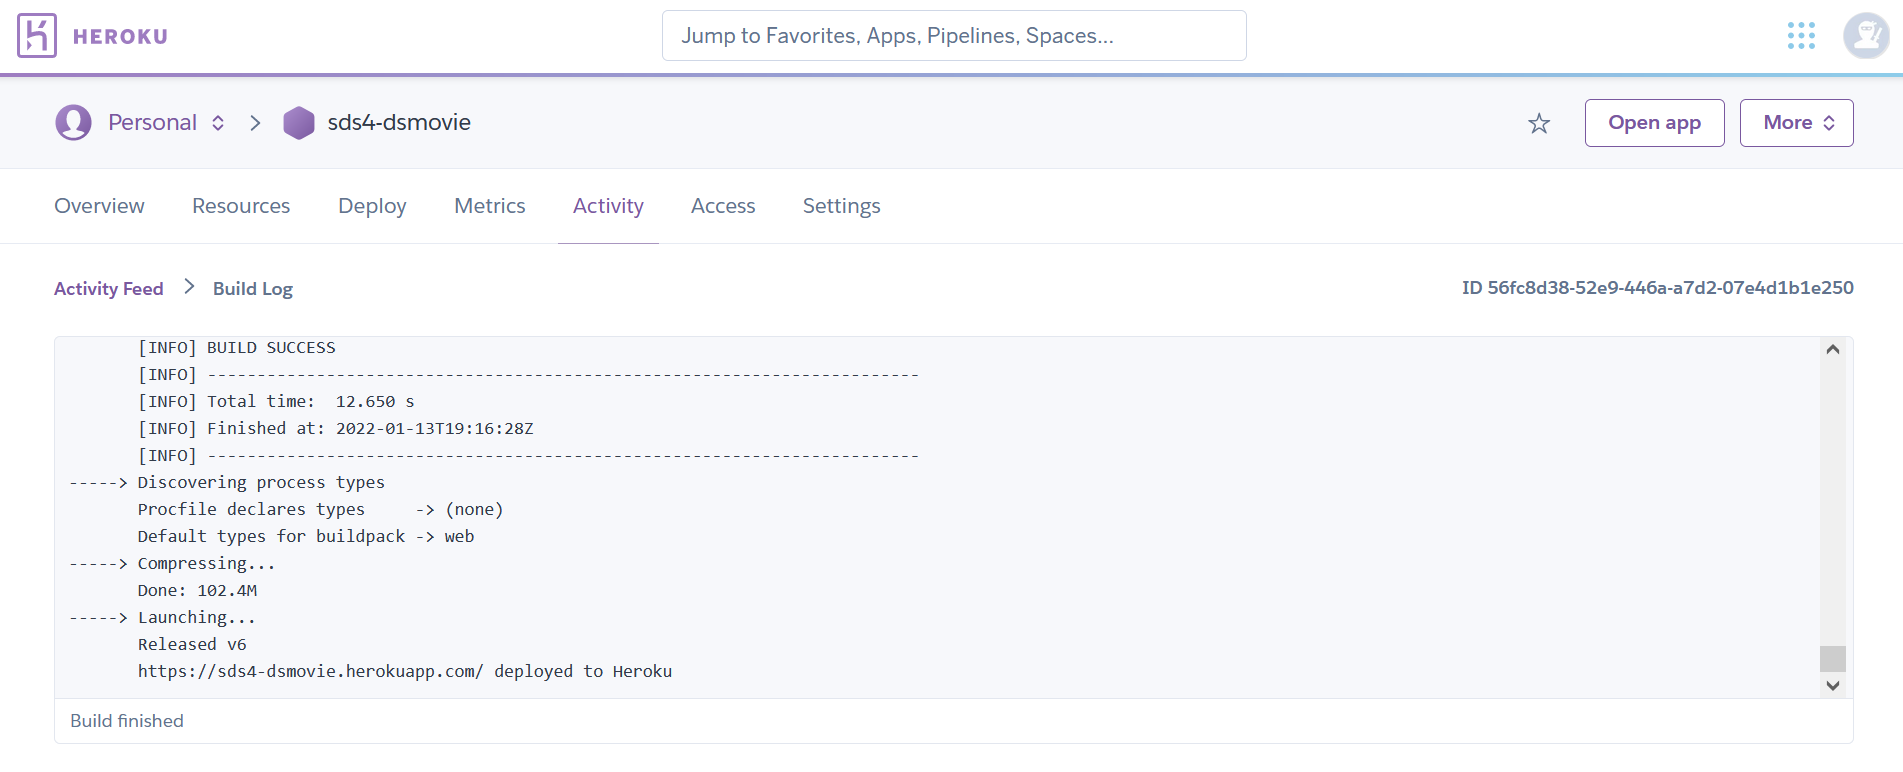 HEROKU
Jump to Favorites, Apps, Pipelines, Spaces...
Personal
sds4-dsmovie
Open app
More
Overview Resources Deploy Metrics Activity Access Settings
Activity Feed > Build Log
ID 56fc8d38-52e9-446a-a7d2-07e4d1b1e250
[INFO] BUILD SUCCESS
[INFO] ------------------------------------------------------------------------
[INFO] Total time:  12.650 s
[INFO] Finished at: 2022-01-13T19:16:28Z
[INFO] ------------------------------------------------------------------------
-----> Discovering process types
Procfile declares types     -> (none)
Default types for buildpack -> web
-----> Compressing...
Done: 102.4M
-----> Launching...
Released v6
https://sds4-dsmovie.herokuapp.com/ deployed to Heroku
Build finished